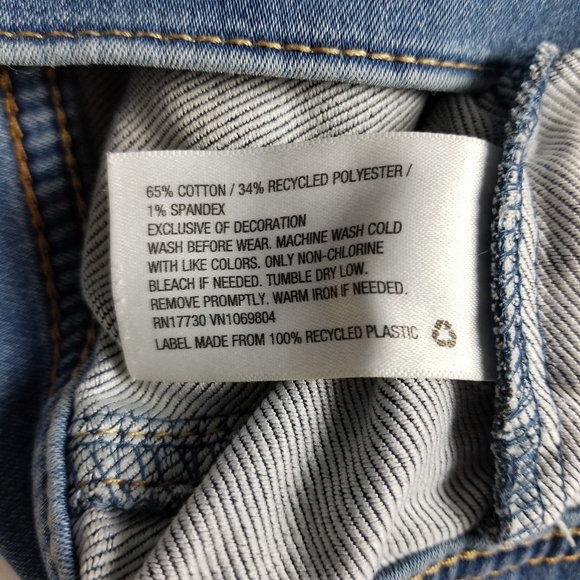 65% COTTON / 34% RECYCLED POLYESTER /
1% SPANDEX
EXCLUSIVE OF DECORATION
WASH BEFORE WEAR. MACHINE WASH COLD
WITH LIKE COLORS. ONLY NON-CHLORINE
BLEACH IF NEEDED. TUMBLE DRY LOW.
REMOVE PROMPTLY. WARM IRON IF NEEDED.
RN17730 VN1069804
LABEL MADE FROM 100% RECYCLED PLASTIC